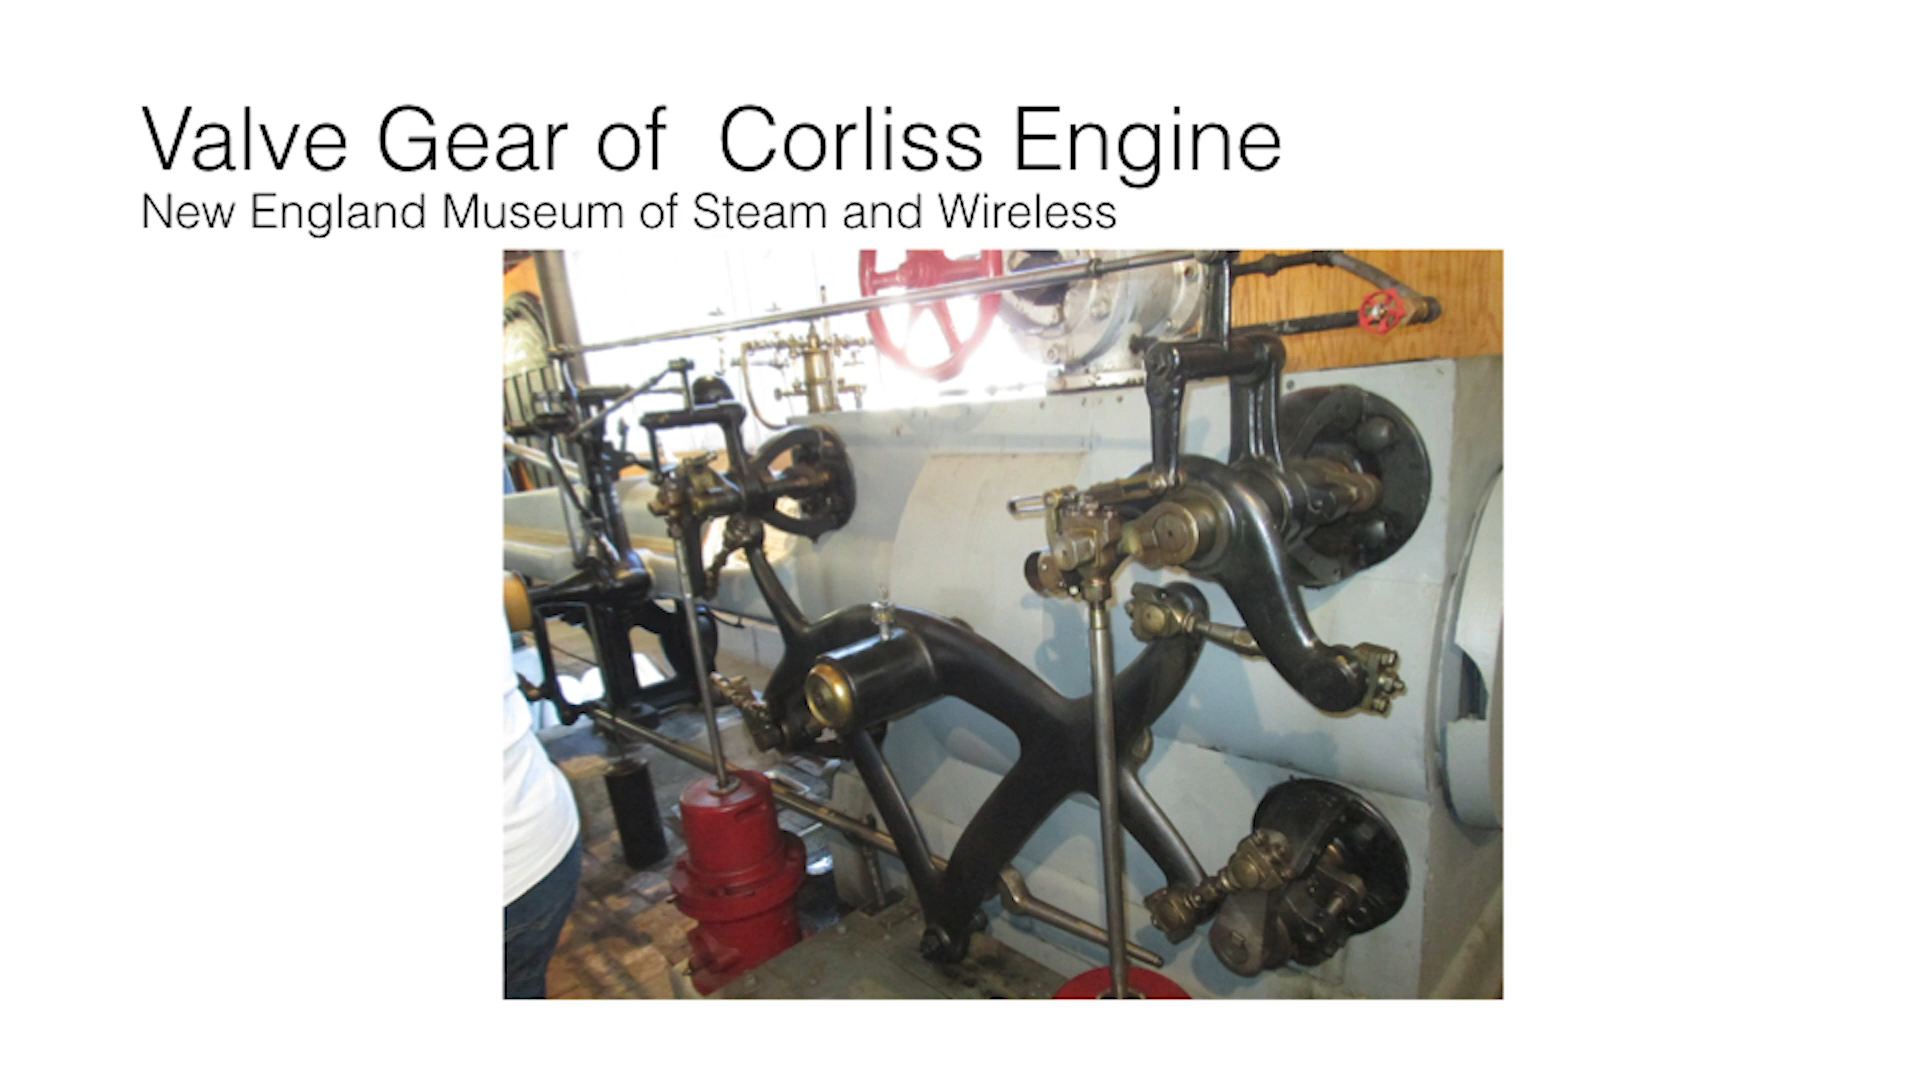 Valve Gear of  Corliss Engine
New England Museum of Steam and Wireless